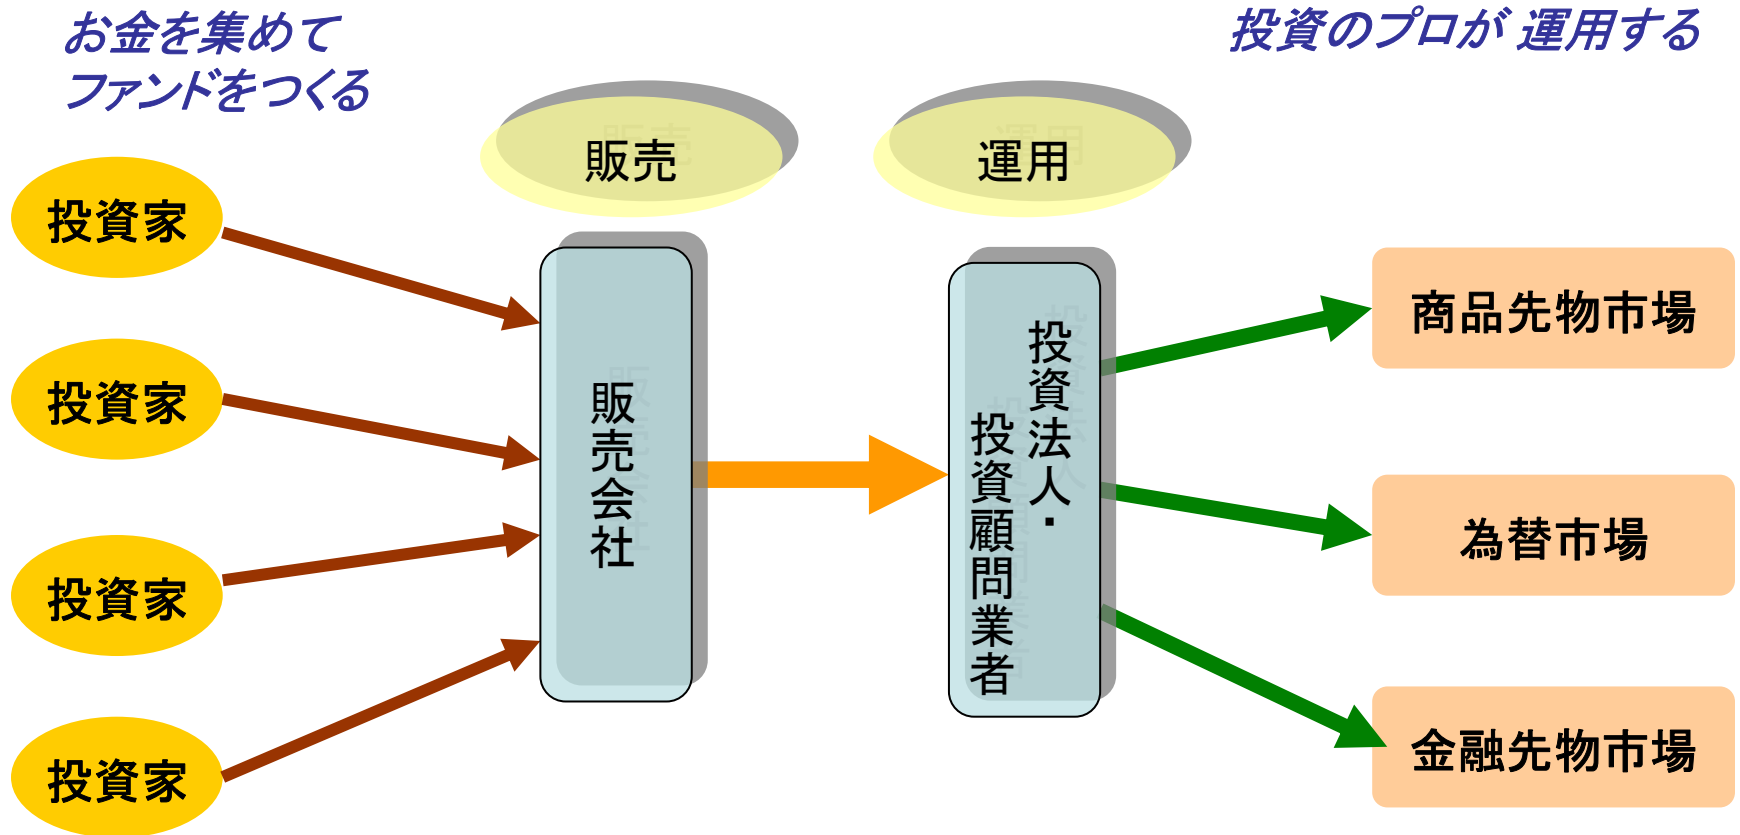 お金を集めて
ファンドをつくる
投資のプロが 運用する
販売
運用
投資家
投資家
投資家
投資家
販売会社
投資法人・
投資顧問業者
商品先物市場
為替市場
金融先物市場